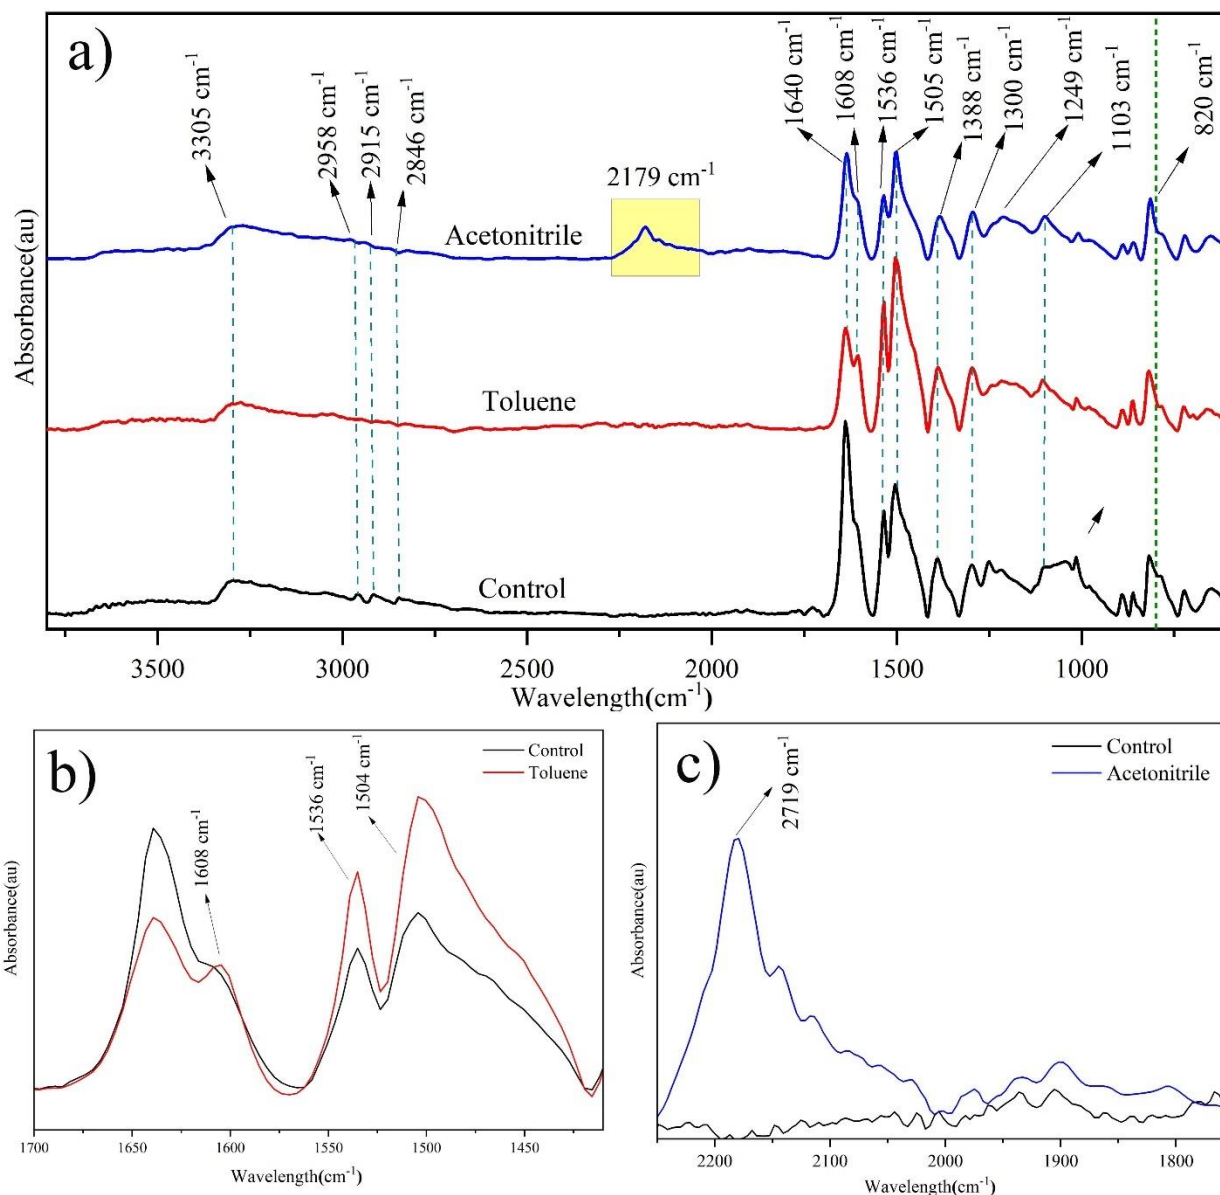 a)
3305 cm⁻¹
2958 cm⁻¹
2915 cm⁻¹
2846 cm⁻¹
2179 cm⁻¹
1640 cm⁻¹
1608 cm⁻¹
1536 cm⁻¹
1505 cm⁻¹
1388 cm⁻¹
1300 cm⁻¹
1249 cm⁻¹
1103 cm⁻¹
820 cm⁻¹
Absorbance(au)
Acetonitrile
Toluene
Control
3500 3000 2500 2000 1500 1000
Wavelength(cm⁻¹)
b)
Control
Toluene
1608 cm⁻¹
1536 cm⁻¹
1504 cm⁻¹
Absorbance(au)
1700 1650 1600 1550 1500 1450
Wavelength(cm⁻¹)
c)
Control
Acetonitrile
2719 cm⁻¹
Absorbance(au)
2200 2100 2000 1900 1800
Wavelength(cm⁻¹)